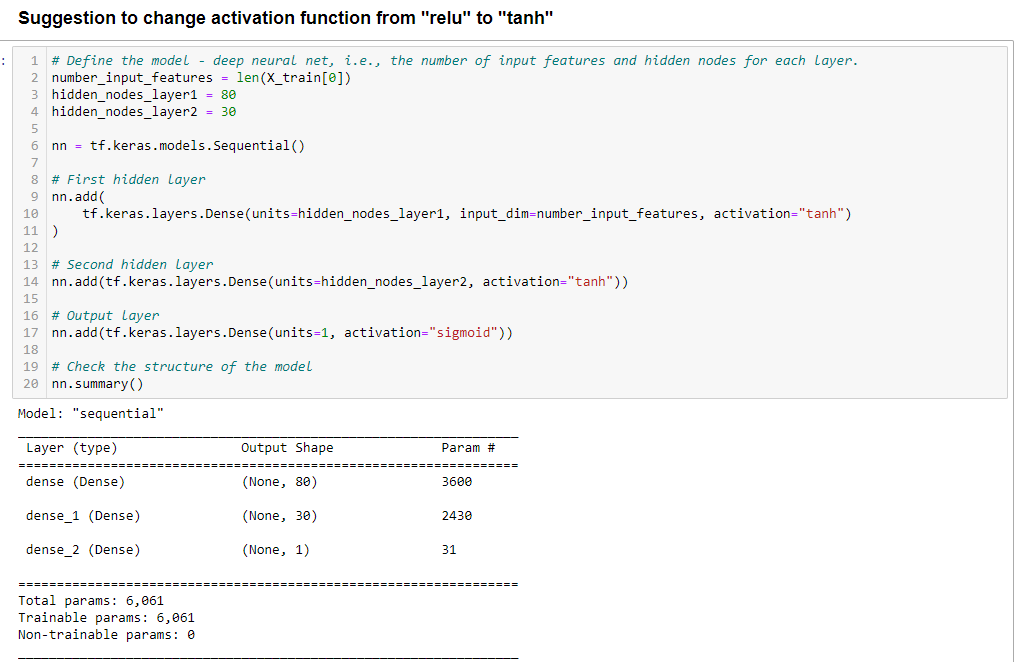 Suggestion to change activation function from "relu" to "tanh"
:
1 # Define the model - deep neural net, i.e., the number of input features and hidden nodes for each layer.
2 number_input_features = len(X_train[0])
3 hidden_nodes_layer1 = 80
4 hidden_nodes_layer2 = 30
5
6 nn = tf.keras.models.Sequential()
7
8 # First hidden layer
9 nn.add(
10     tf.keras.layers.Dense(units=hidden_nodes_layer1, input_dim=number_input_features, activation="tanh")
11 )
12
13 # Second hidden layer
14 nn.add(tf.keras.layers.Dense(units=hidden_nodes_layer2, activation="tanh"))
15
16 # Output layer
17 nn.add(tf.keras.layers.Dense(units=1, activation="sigmoid"))
18
19 # Check the structure of the model
20 nn.summary()
Model: "sequential"
_________________________________________________________________
Layer (type)                Output Shape              Param #
=================================================================
dense (Dense)               (None, 80)                3600
dense_1 (Dense)             (None, 30)                2430
dense_2 (Dense)             (None, 1)                 31
=================================================================
Total params: 6,061
Trainable params: 6,061
Non-trainable params: 0
_________________________________________________________________